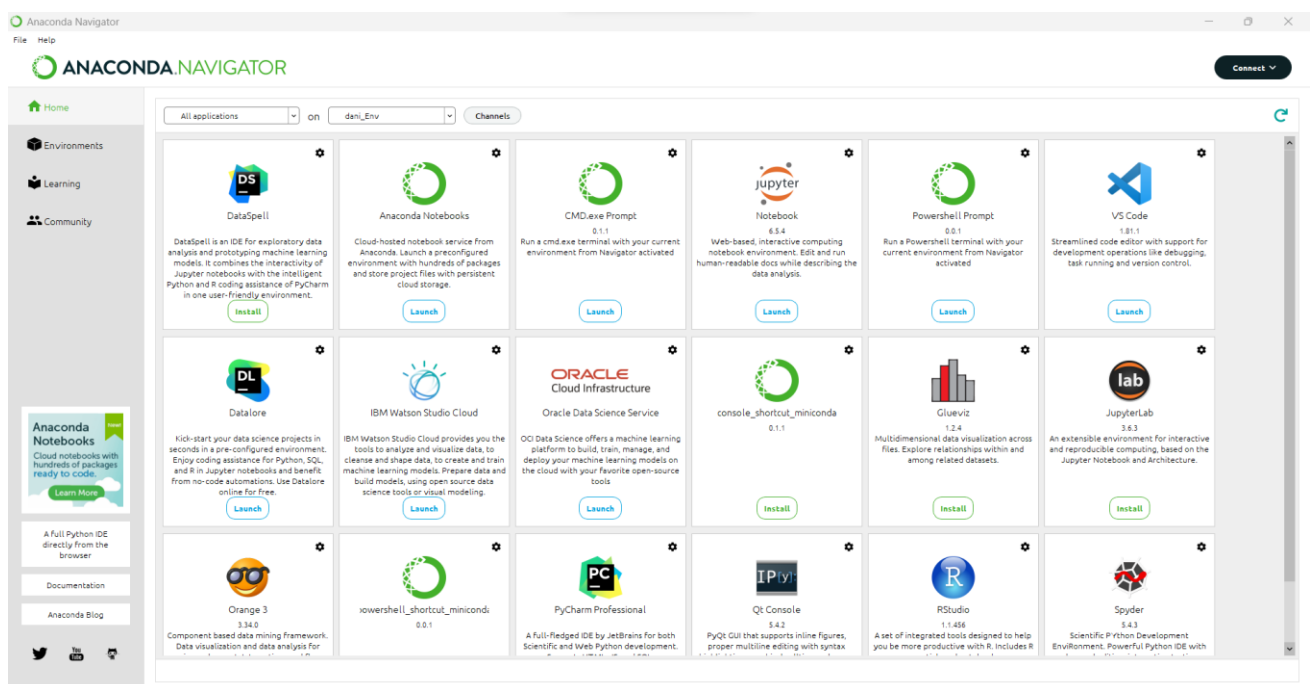 Anaconda Navigator
File Help
ANACONDA.NAVIGATOR
Connect
Home
Environments
Learning
Community
Anaconda
Notebooks
Cloud notebooks with
hundreds of packages
ready to code.
Learn More
A full Python IDE
directly from the
browser
Documentation
Anaconda Blog
You
Tube
All applications on dani_Env Channels
DS
DataSpell
DataSpell is an IDE for exploratory data
analysis and prototyping machine learning
models. It combines the interactivity of
Jupyter notebooks with the intelligent
Python and R coding assistance of PyCharm
in one user-friendly environment.
Install
Anaconda Notebooks
Cloud-hosted notebook service from
Anaconda. Launch a preconfigured
environment with hundreds of packages
and store project files with persistent
cloud storage.
Launch
CMD.exe Prompt
0.1.1
Run a cmd.exe terminal with your current
environment from Navigator activated
Launch
jupyter
Notebook
6.5.4
Web-based, interactive computing
notebook environment. Edit and run
human-readable docs while describing the
data analysis.
Launch
Powershell Prompt
0.0.1
Run a Powershell terminal with your
current environment from Navigator
activated
Launch
VS Code
1.81.1
Streamlined code editor with support for
development operations like debugging,
task running and version control.
Launch
DL
Datalore
Kick-start your data science projects in
seconds in a pre-configured environment.
Enjoy coding assistance for Python, SQL,
and R in Jupyter notebooks and benefit
from no-code automations. Use Datalore
online for free.
Launch
IBM Watson Studio Cloud
IBM Watson Studio Cloud provides you the
tools to analyze and visualize data, to
cleanse and shape data, to create and train
machine learning models. Prepare data and
build models, using open source data
science tools or visual modeling.
Launch
ORACLE
Cloud Infrastructure
Oracle Data Science Service
OCI Data Science offers a machine learning
platform to build, train, manage, and
deploy your machine learning models on
the cloud with your favorite open-source
tools
Launch
console_shortcut_miniconda
0.1.1
Install
Glueviz
1.2.4
Multidimensional data visualization across
files. Explore relationships within and
among related datasets.
Install
lab
JupyterLab
3.6.3
An extensible environment for interactive
and reproducible computing, based on the
Jupyter Notebook and Architecture.
Install
Orange 3
3.34.0
Component based data mining framework.
Data visualization and data analysis for
powershell_shortcut_minicond
0.0.1
PC
PyCharm Professional
A full-fledged IDE by JetBrains for both
Scientific and Web Python development.
IP[y]:
Qt Console
5.4.2
PyQt GUI that supports inline figures,
proper multiline editing with syntax
R
RStudio
1.1.456
A set of integrated tools designed to help
you be more productive with R. Includes R
Spyder
5.4.3
Scientific PYthon Development
EnviRonment. Powerful Python IDE with